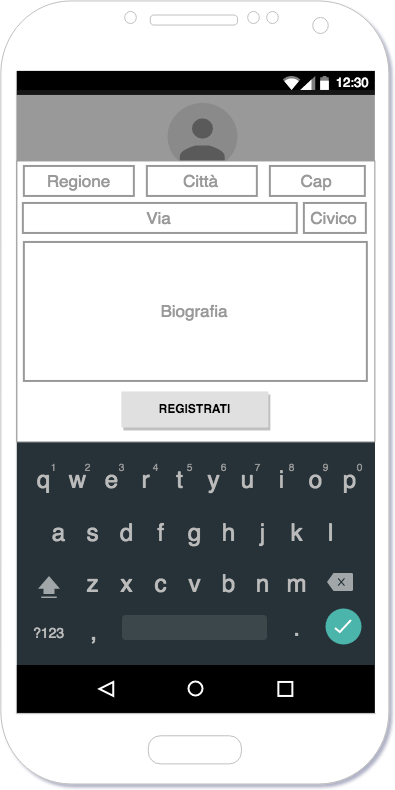 12:30
Regione Città Cap
Via Civico
Biografia
REGISTRATI
1 2 3 4 5 6 7 8 9 0
q w e r t y u i o p
a s d f g h j k l
z x c v b n m
?123 , .